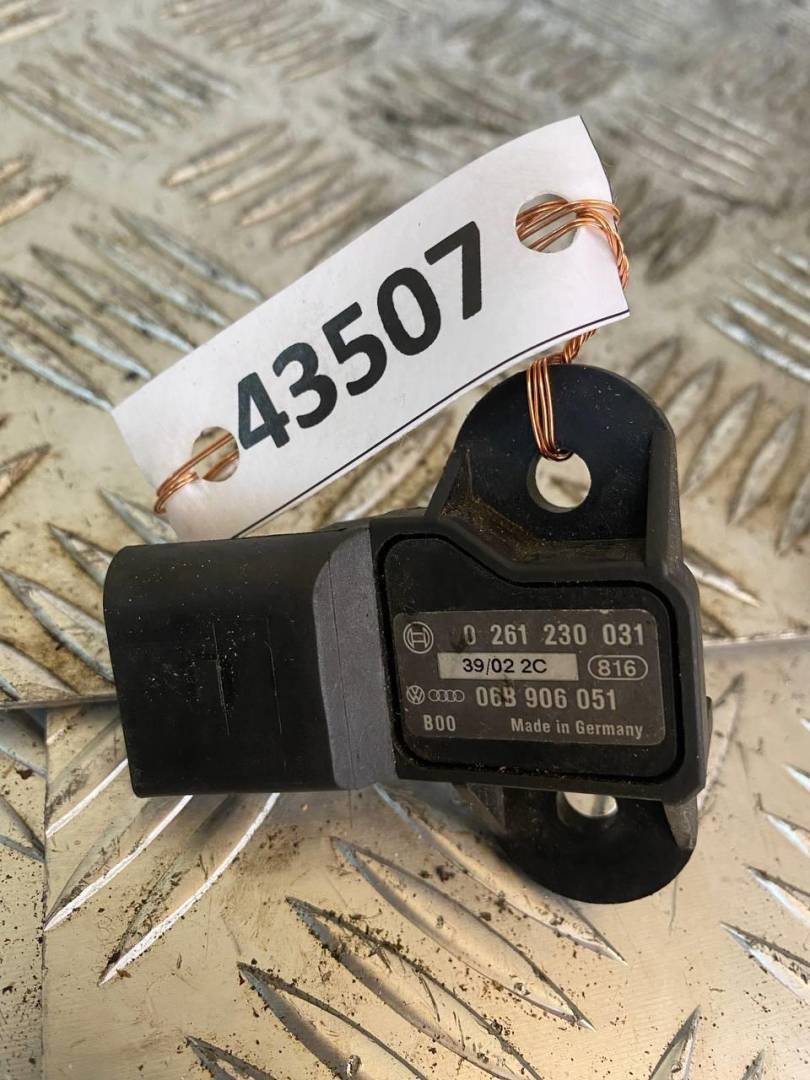 43507
0 261 230 031
39/02 2C 816
06B 906 051
B00 Made in Germany